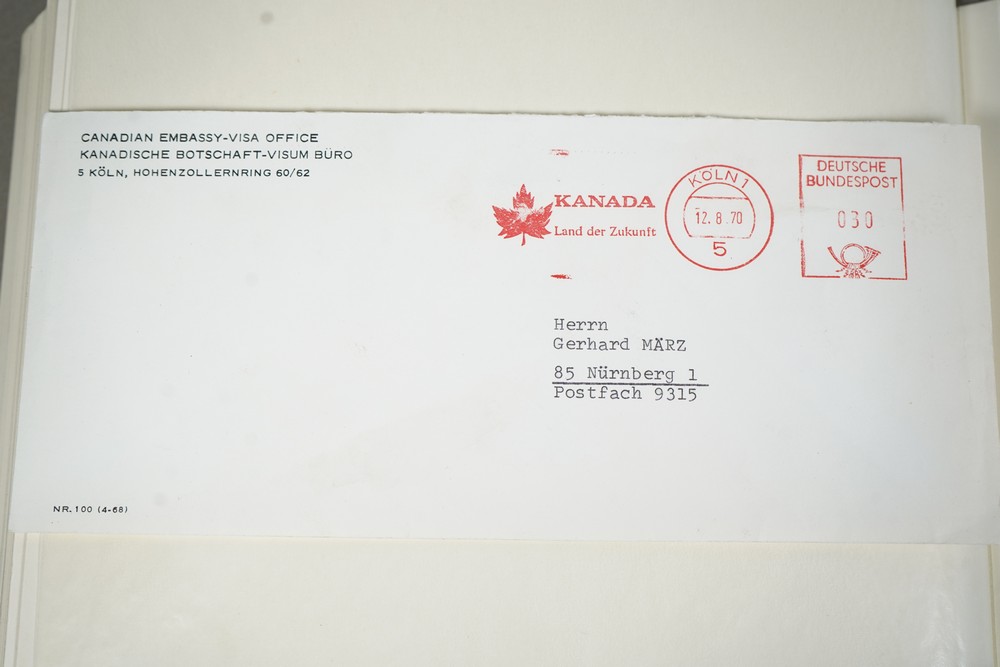 CANADIAN EMBASSY-VISA OFFICE
KANADISCHE BOTSCHAFT-VISUM BÜRO
5 KÖLN, HOHENZOLLERNRING 60/62
KANADA
Land der Zukunft
KÖLN 1
12. 8. 70
5
DEUTSCHE
BUNDESPOST
030
Herrn
Gerhard MÄRZ
85 Nürnberg 1
Postfach 9315
NR. 100 (4-68)